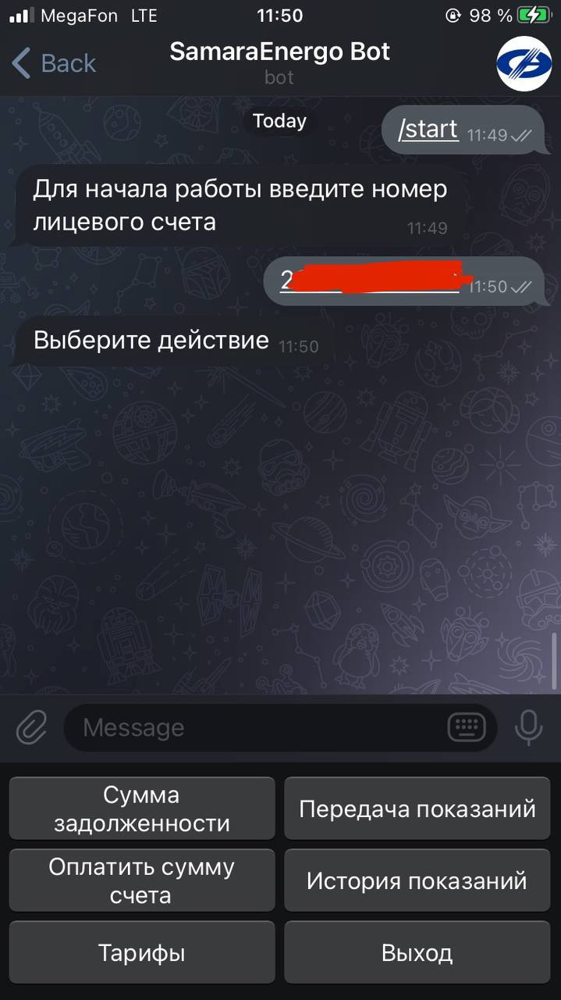 MegaFon LTE 11:50 98 %
Back SamaraEnergo Bot
bot
Today
/start 11:49
Для начала работы введите номер
лицевого счета 11:49
2 11:50
Выберите действие 11:50
Message
Сумма
задолженности
Передача показаний
Оплатить сумму
счета
История показаний
Тарифы
Выход